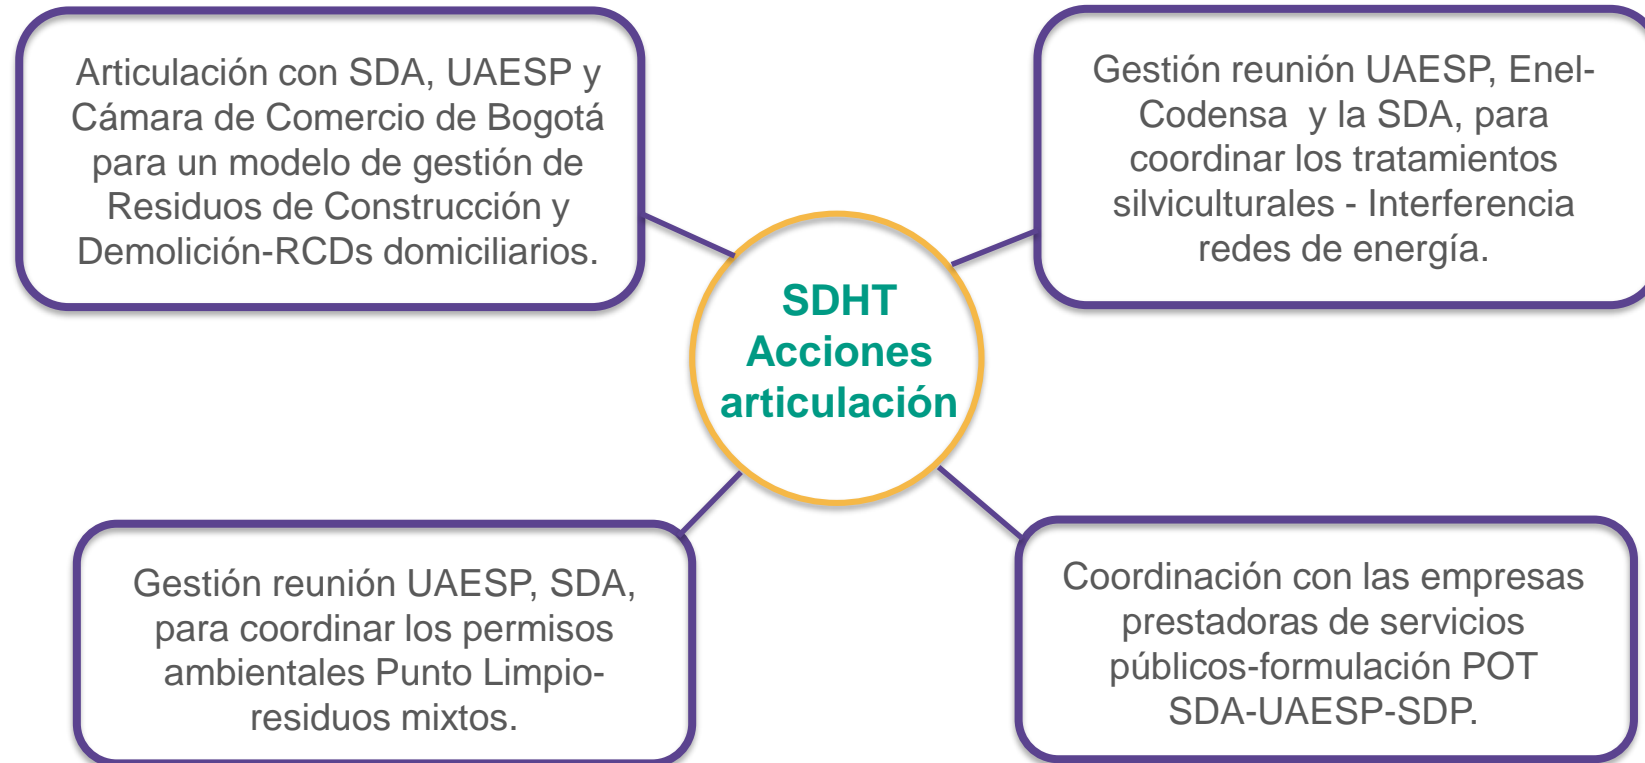 Articulación con SDA, UAESP y
Cámara de Comercio de Bogotá
para un modelo de gestión de
Residuos de Construcción y
Demolición-RCDs domiciliarios.
Gestión reunión UAESP, Enel-
Codensa y la SDA, para
coordinar los tratamientos
silviculturales - Interferencia
redes de energía.
SDHT
Acciones
articulación
Gestión reunión UAESP, SDA,
para coordinar los permisos
ambientales Punto Limpio-
residuos mixtos.
Coordinación con las empresas
prestadoras de servicios
públicos-formulación POT
SDA-UAESP-SDP.